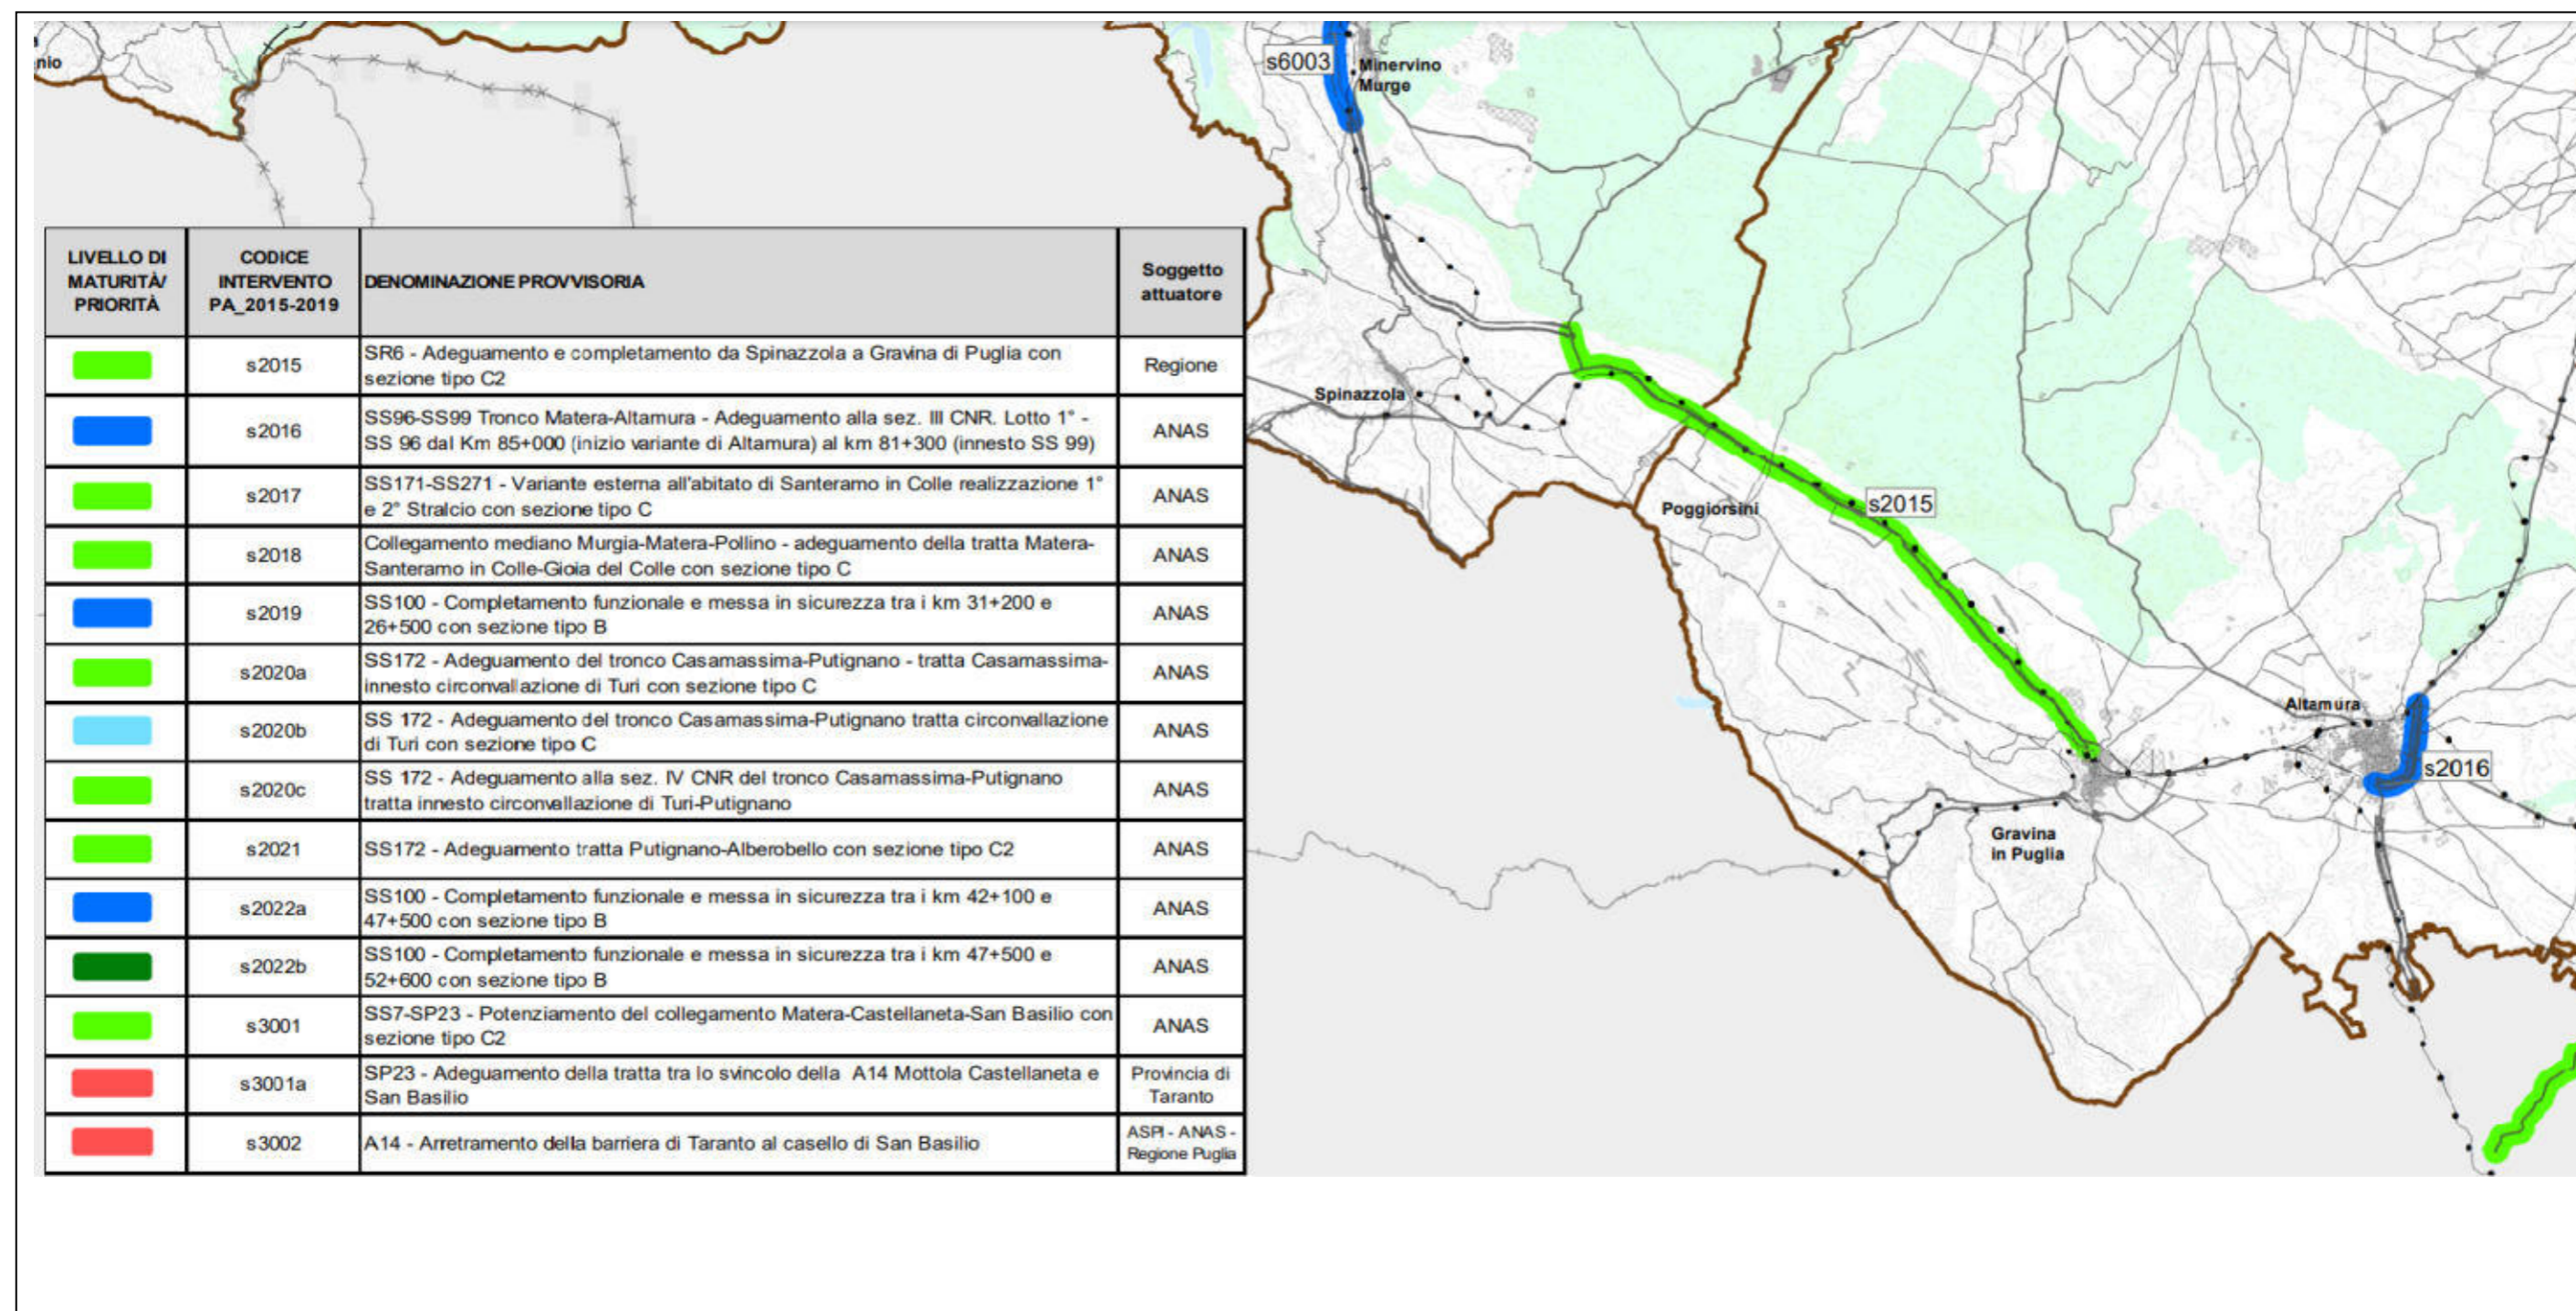 nio
s6003
Minervino
Murge
LIVELLO DI
MATURITÀ/
PRIORITÀ
CODICE
INTERVENTO
PA_2015-2019
DENOMINAZIONE PROVVISORIA
Soggetto
attuatore
s2015
SR6 - Adeguamento e completamento da Spinazzola a Gravina di Puglia con
sezione tipo C2
Regione
s2016
SS96-SS99 Tronco Matera-Altamura - Adeguamento alla sez. III CNR. Lotto 1° -
SS 96 dal Km 85+000 (inizio variante di Altamura) al km 81+300 (innesto SS 99)
ANAS
s2017
SS171-SS271 - Variante esterna all'abitato di Santeramo in Colle realizzazione 1°
e 2° Stralcio con sezione tipo C
ANAS
s2018
Collegamento mediano Murgia-Matera-Pollino - adeguamento della tratta Matera-
Santeramo in Colle-Gioia del Colle con sezione tipo C
ANAS
s2019
SS100 - Completamento funzionale e messa in sicurezza tra i km 31+200 e
26+500 con sezione tipo B
ANAS
s2020a
SS172 - Adeguamento del tronco Casamassima-Putignano - tratta Casamassima-
innesto circonvallazione di Turi con sezione tipo C
ANAS
s2020b
SS 172 - Adeguamento del tronco Casamassima-Putignano tratta circonvallazione
di Turi con sezione tipo C
ANAS
s2020c
SS 172 - Adeguamento alla sez. IV CNR del tronco Casamassima-Putignano
tratta innesto circonvallazione di Turi-Putignano
ANAS
s2021
SS172 - Adeguamento tratta Putignano-Alberobello con sezione tipo C2
ANAS
s2022a
SS100 - Completamento funzionale e messa in sicurezza tra i km 42+100 e
47+500 con sezione tipo B
ANAS
s2022b
SS100 - Completamento funzionale e messa in sicurezza tra i km 47+500 e
52+600 con sezione tipo B
ANAS
s3001
SS7-SP23 - Potenziamento del collegamento Matera-Castellaneta-San Basilio con
sezione tipo C2
ANAS
s3001a
SP23 - Adeguamento della tratta tra lo svincolo della A14 Mottola Castellaneta e
San Basilio
Provincia di
Taranto
s3002
A14 - Arretramento della barriera di Taranto al casello di San Basilio
ASPI - ANAS -
Regione Puglia
Spinazzola
Poggiorsini
s2015
Altamura
s2016
Gravina
in Puglia